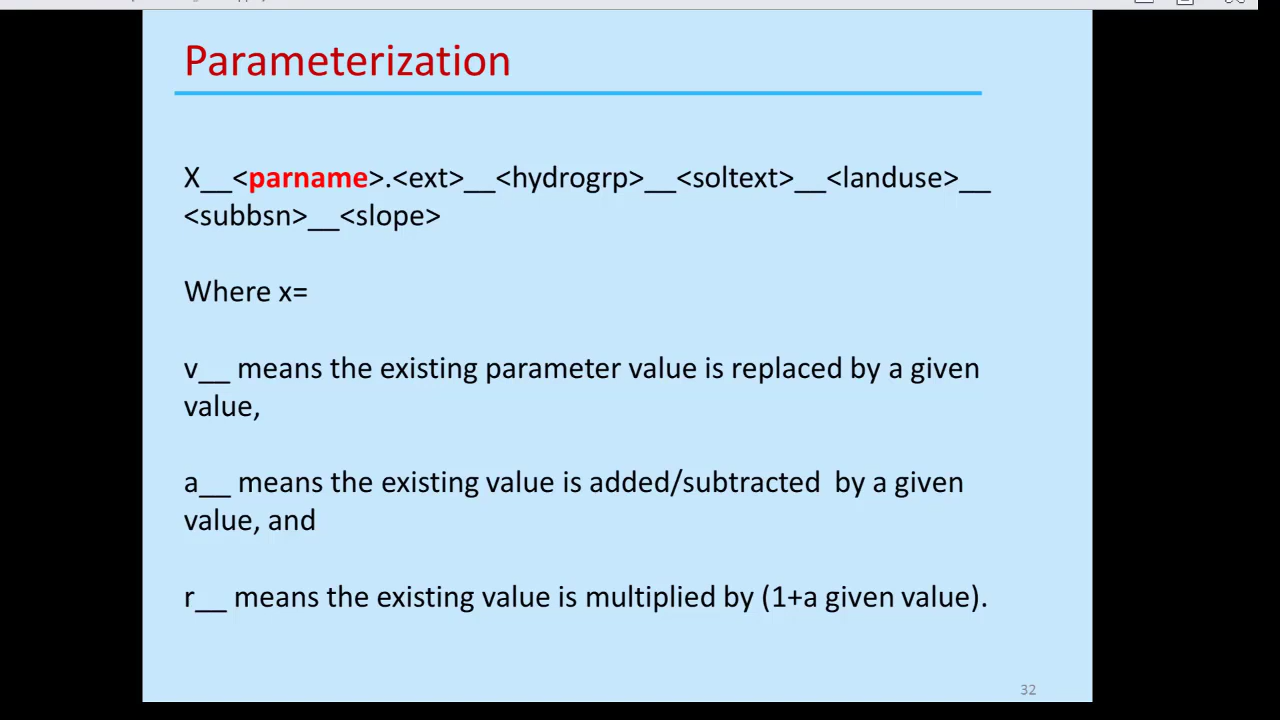 Parameterization
X__<parname>.<ext>__<hydrogrp>__<soltext>__<landuse>__
<subbsn>__<slope>
Where x=
v__ means the existing parameter value is replaced by a given
value,
a__ means the existing value is added/subtracted  by a given
value, and
r__ means the existing value is multiplied by (1+a given value).
32